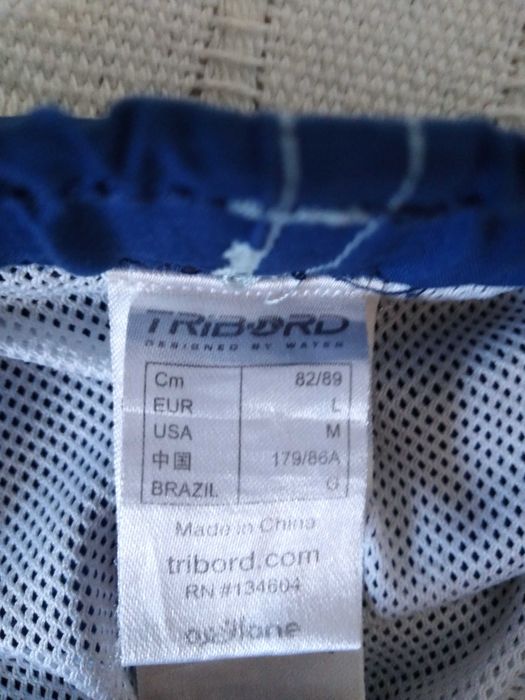 TRIBORD
DESIGNED BY WATER
Cm 82/89
EUR L
USA M
中国 179/86A
BRAZIL G
Made in China
tribord.com
RN #134604